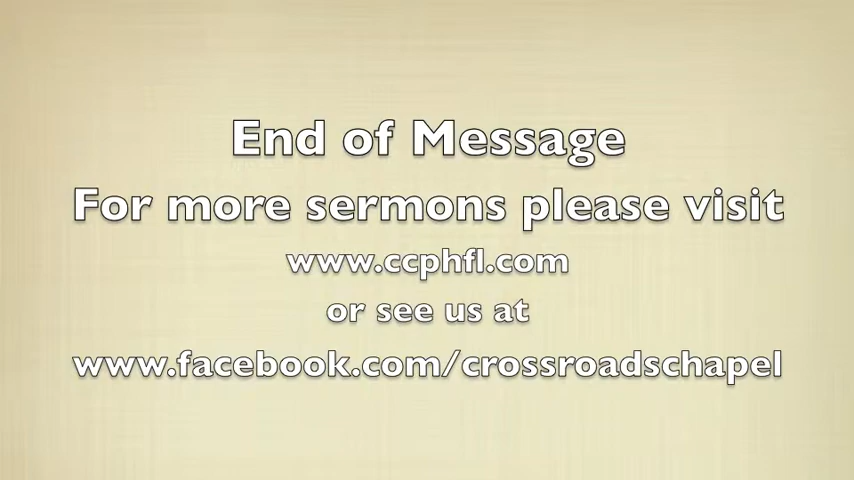 End of Message
For more sermons please visit
www.ccphfl.com
or see us at
www.facebook.com/crossroadschapel